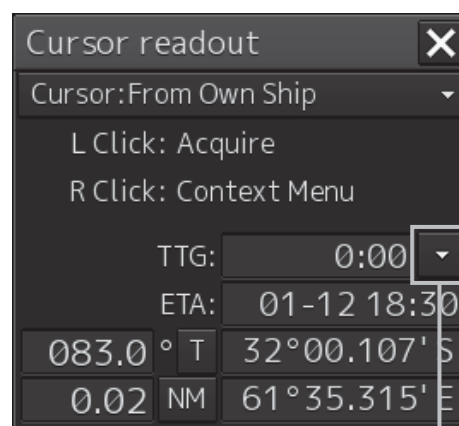 Cursor readout
Cursor:From Own Ship
L Click: Acquire
R Click: Context Menu
TTG: 0:00
ETA: 01-12 18:30
083.0 ° T 32°00.107' S
0.02 NM 61°35.315' E